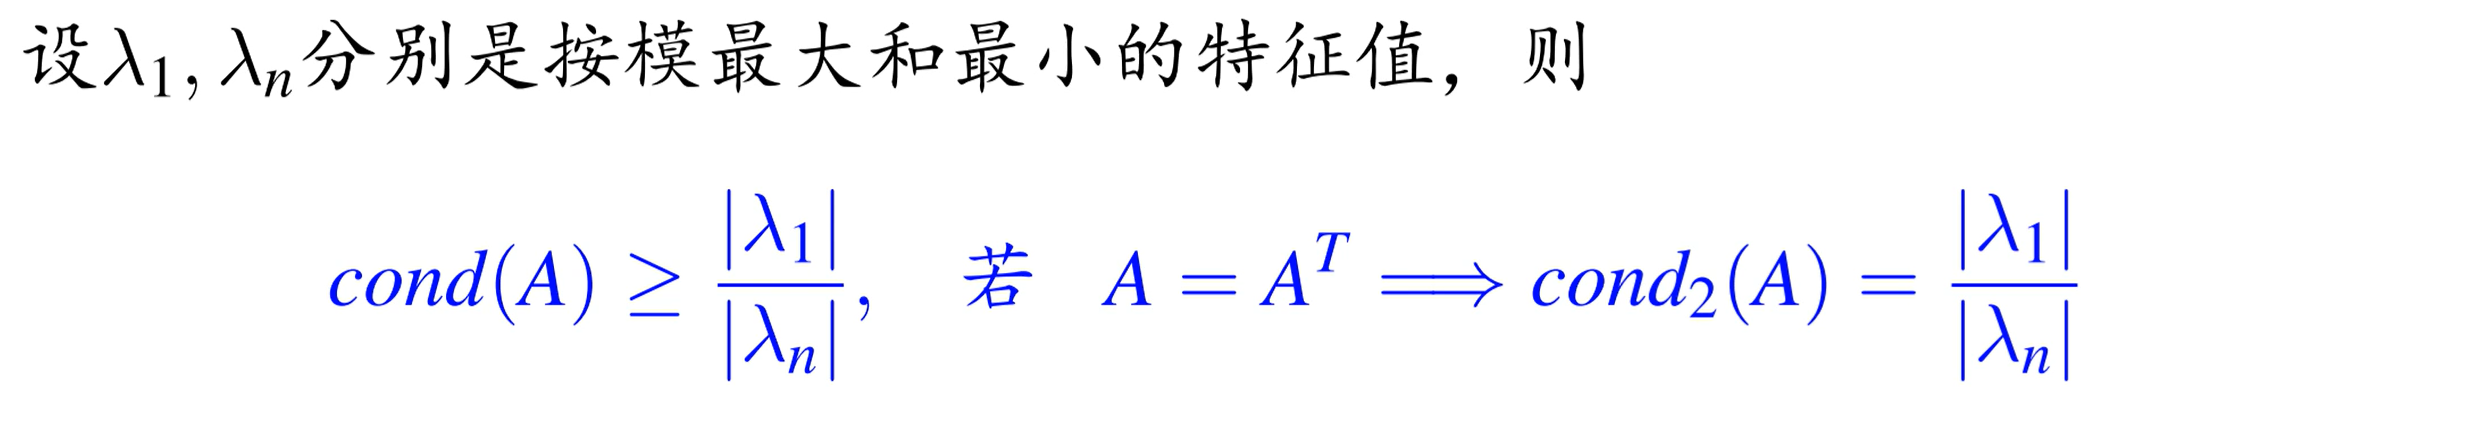 设λ₁, λₙ分别是按模最大和最小的特征值，则
cond(A) ≥ |λ₁| / |λₙ|， 若 A = Aᵀ ⟹ cond₂(A) = |λ₁| / |λₙ|